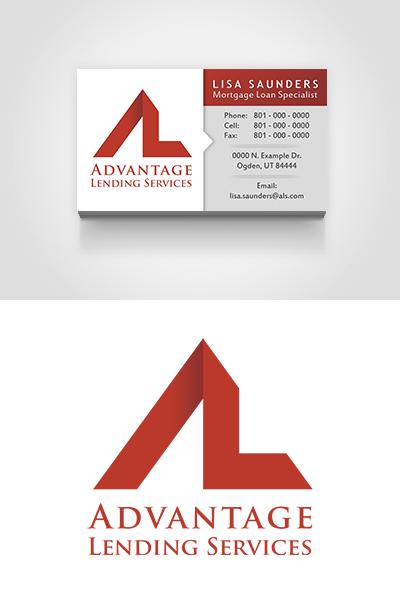 ADVANTAGE
LENDING SERVICES
LISA SAUNDERS
Mortgage Loan Specialist
Phone: 801 - 000 - 0000
Cell: 801 - 000 - 0000
Fax: 801 - 000 - 0000
0000 N. Example Dr.
Ogden, UT 84444
Email:
lisa.saunders@als.com
ADVANTAGE
LENDING SERVICES